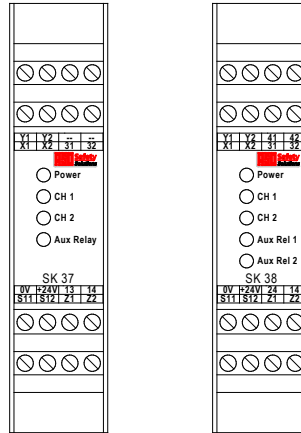 Y1 Y2 -- --
X1 X2 31 32
Safety
Power
CH 1
CH 2
Aux Relay
SK 37
0V +24V 13 14
S11 S12 Z1 Z2
Y1 Y2 41 42
X1 X2 31 32
Safety
Power
CH 1
CH 2
Aux Rel 1
Aux Rel 2
SK 38
0V +24V 24 14
S11 S12 Z1 Z2